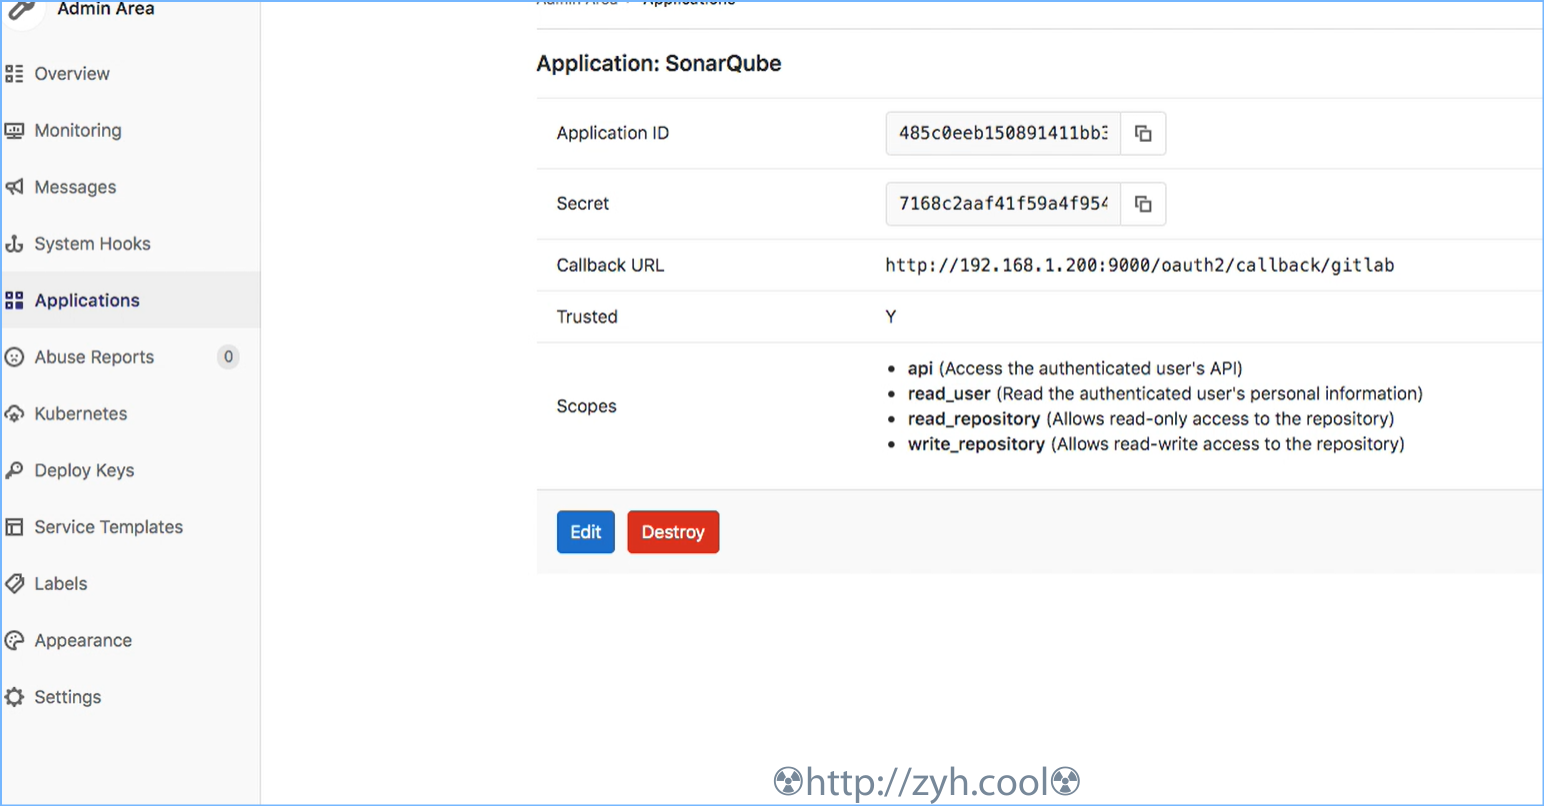 Admin Area
Overview
Monitoring
Messages
System Hooks
Applications
Abuse Reports 0
Kubernetes
Deploy Keys
Service Templates
Labels
Appearance
Settings
Admin Area > Applications
Application: SonarQube
Application ID 485c0eeb150891411bb3
Secret 7168c2aaf41f59a4f954
Callback URL http://192.168.1.200:9000/oauth2/callback/gitlab
Trusted Y
Scopes
• api (Access the authenticated user's API)
• read_user (Read the authenticated user's personal information)
• read_repository (Allows read-only access to the repository)
• write_repository (Allows read-write access to the repository)
Edit Destroy
☢http://zyh.cool☢